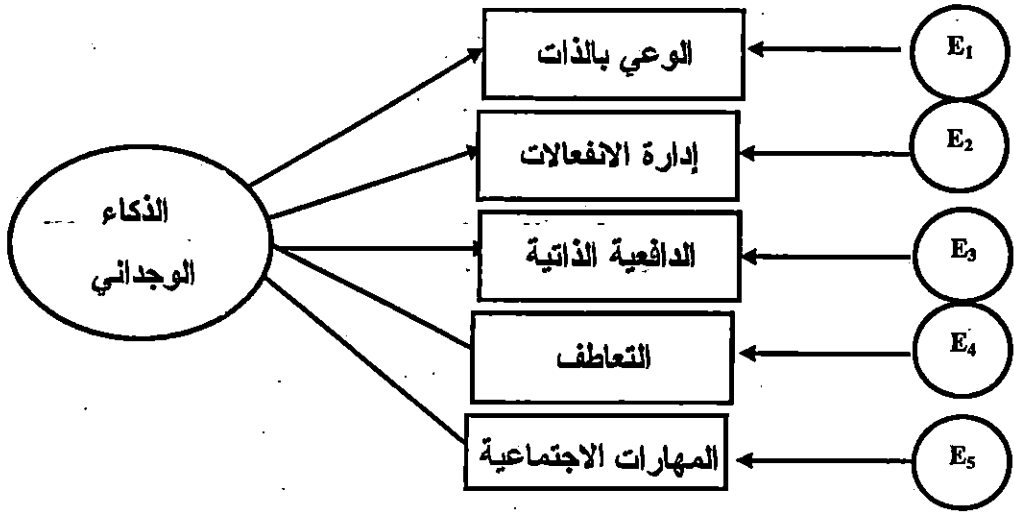 الوعي بالذات
E₁
إدارة الانفعالات
E₂
الذكاء
الوجداني
الدافعية الذاتية
E₃
التعاطف
E₄
المهارات الاجتماعية
E₅